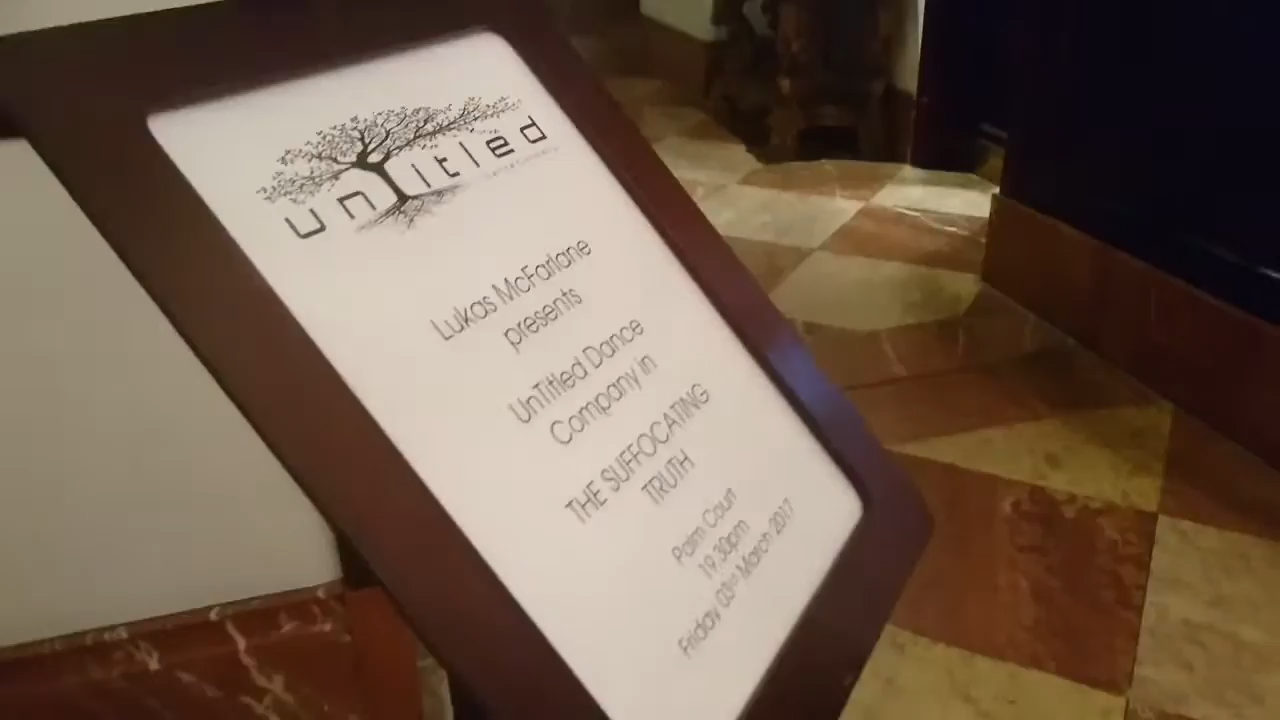 unTitled
Lukas McFarlane
presents
UnTitled Dance
Company in
THE SUFFOCATING
TRUTH
Palm Court
19.30pm
Friday 03rd March 2017